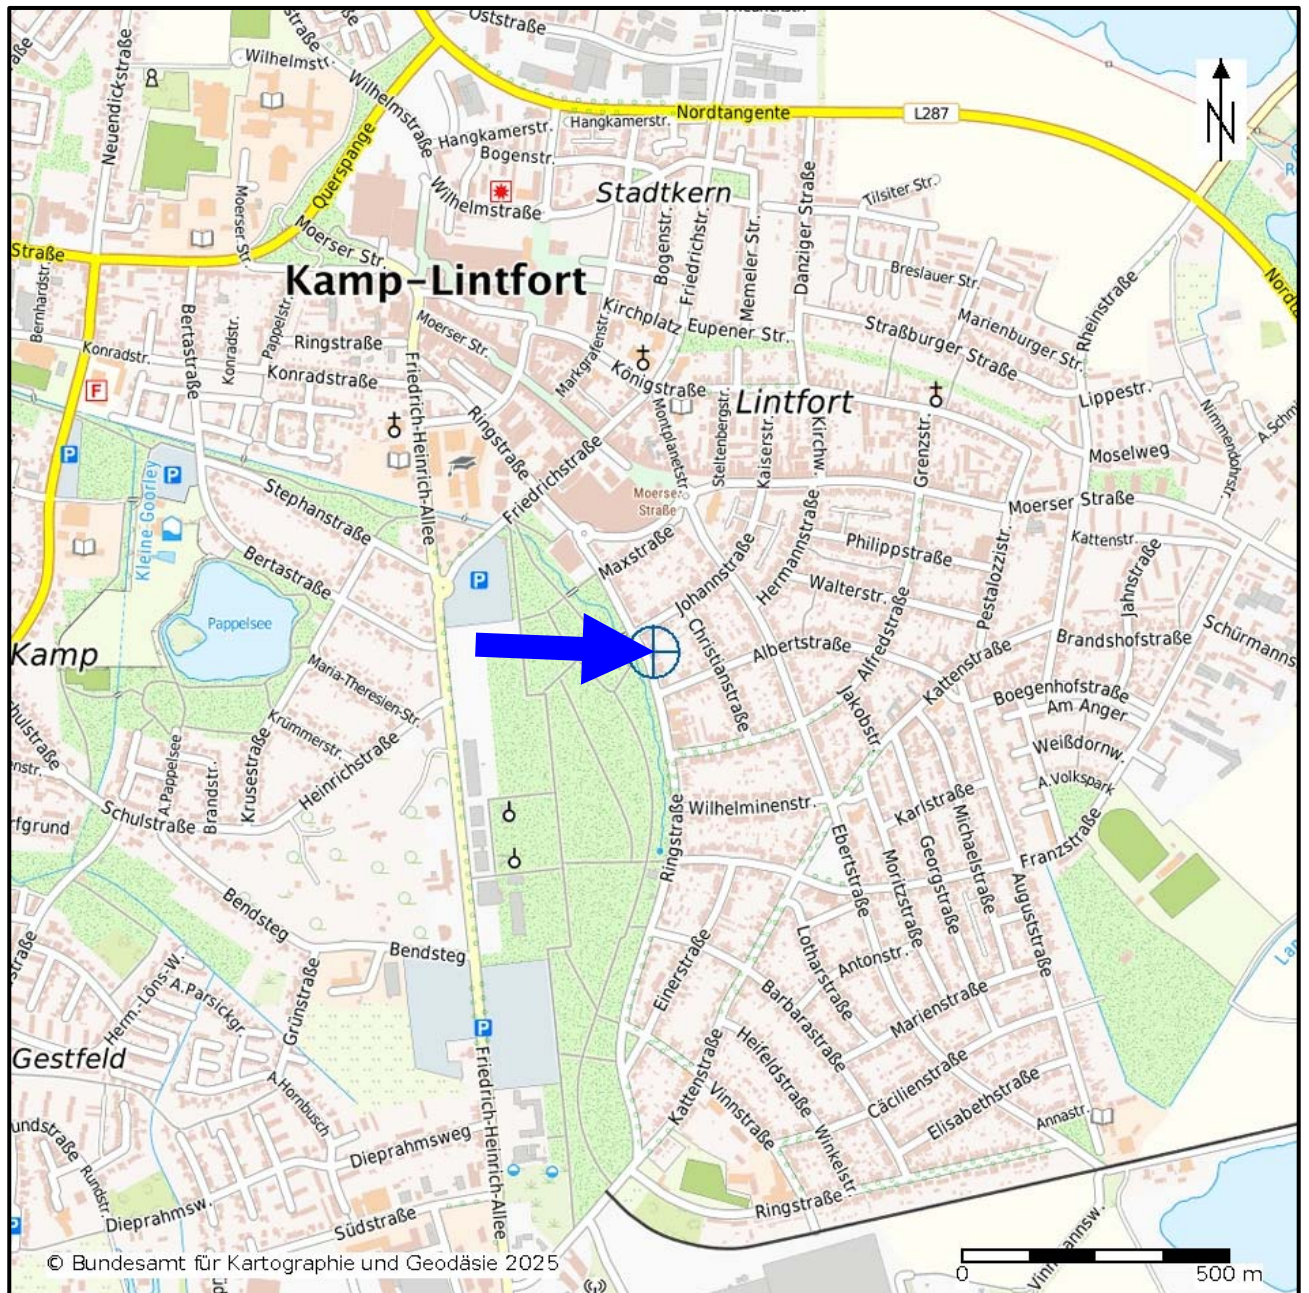 Oststraße
Wilhelmstr.
Neuendickstraße
Wilhelmstraße
Querspange
Hangkamerstr.
Hangkamerstr.
Nordtangente
L287
N
Bogenstr.
Wilhelmstraße
Stadtkern
Tilsiter Str.
Moerser Str.
Moerser Str.
Straße
Bogenstr.
Friedrichstr.
Memeler Str.
Danziger Straße
Breslauer Str.
Kamp-Lintfort
Bernhardstr.
Bertastraße
Konradstr.
Pappelstr.
Kirchplatz
Eupener Str.
Straßburger Straße
Marienburger Str.
Rheinstraße
Konradstr.
Ringstraße
Konradstraße
Moerser Str.
Markgrafenstr.
Königstraße
Lintfort
Lippestr.
F
Friedrich-Heinrich-Allee
Ringstraße
Montplanetstr.
Steltenbergstr.
Kaiserstr.
Kirchw.
Grenzstr.
Nimmendohrstr.
Moselweg
P
P
Friedrichstraße
Moerser
Straße
Moerser Straße
Kleine Goorley
Stephanstraße
Bertastraße
Maxstraße
Johannstraße
Hermannstraße
Philippstraße
Pestalozzistr.
Kattenstr.
Jahnstraße
P
Walterstr.
Pappelsee
Christianstraße
Albertstraße
Alfredstraße
Kattenstraße
Brandshofstraße
Kamp
Maria-Theresien-Str.
Jakobstr.
Boegenhofstraße
Am Anger
Krümmerstr.
Weißdornw.
A.Pappelsee
Brandstr.
Krusestraße
Heinrichstraße
A.Volkspark
Schulstraße
Ringstraße
Wilhelminenstr.
Karlstraße
Michaelstraße
Franzstraße
Ebertstraße
Moritzstraße
Georgstraße
Auguststraße
Bendsteg
Bendsteg
Herm.-Löns-W.
A.Parsickgr.
Grünstraße
Einerstraße
Lotharstraße
Antonstr.
Barbarastraße
Marienstraße
P
Gestfeld
A.Hornbusch
Friedrich-Heinrich-Allee
Kattenstraße
Heifeldstraße
Vinnstraße
Cäcilienstraße
Elisabethstraße
Annastr.
Rundstr.
Dieprahmsweg
Winkelstr.
Dieprahmsw.
Südstraße
Ringstraße
P
© Bundesamt für Kartographie und Geodäsie 2025
0
500 m